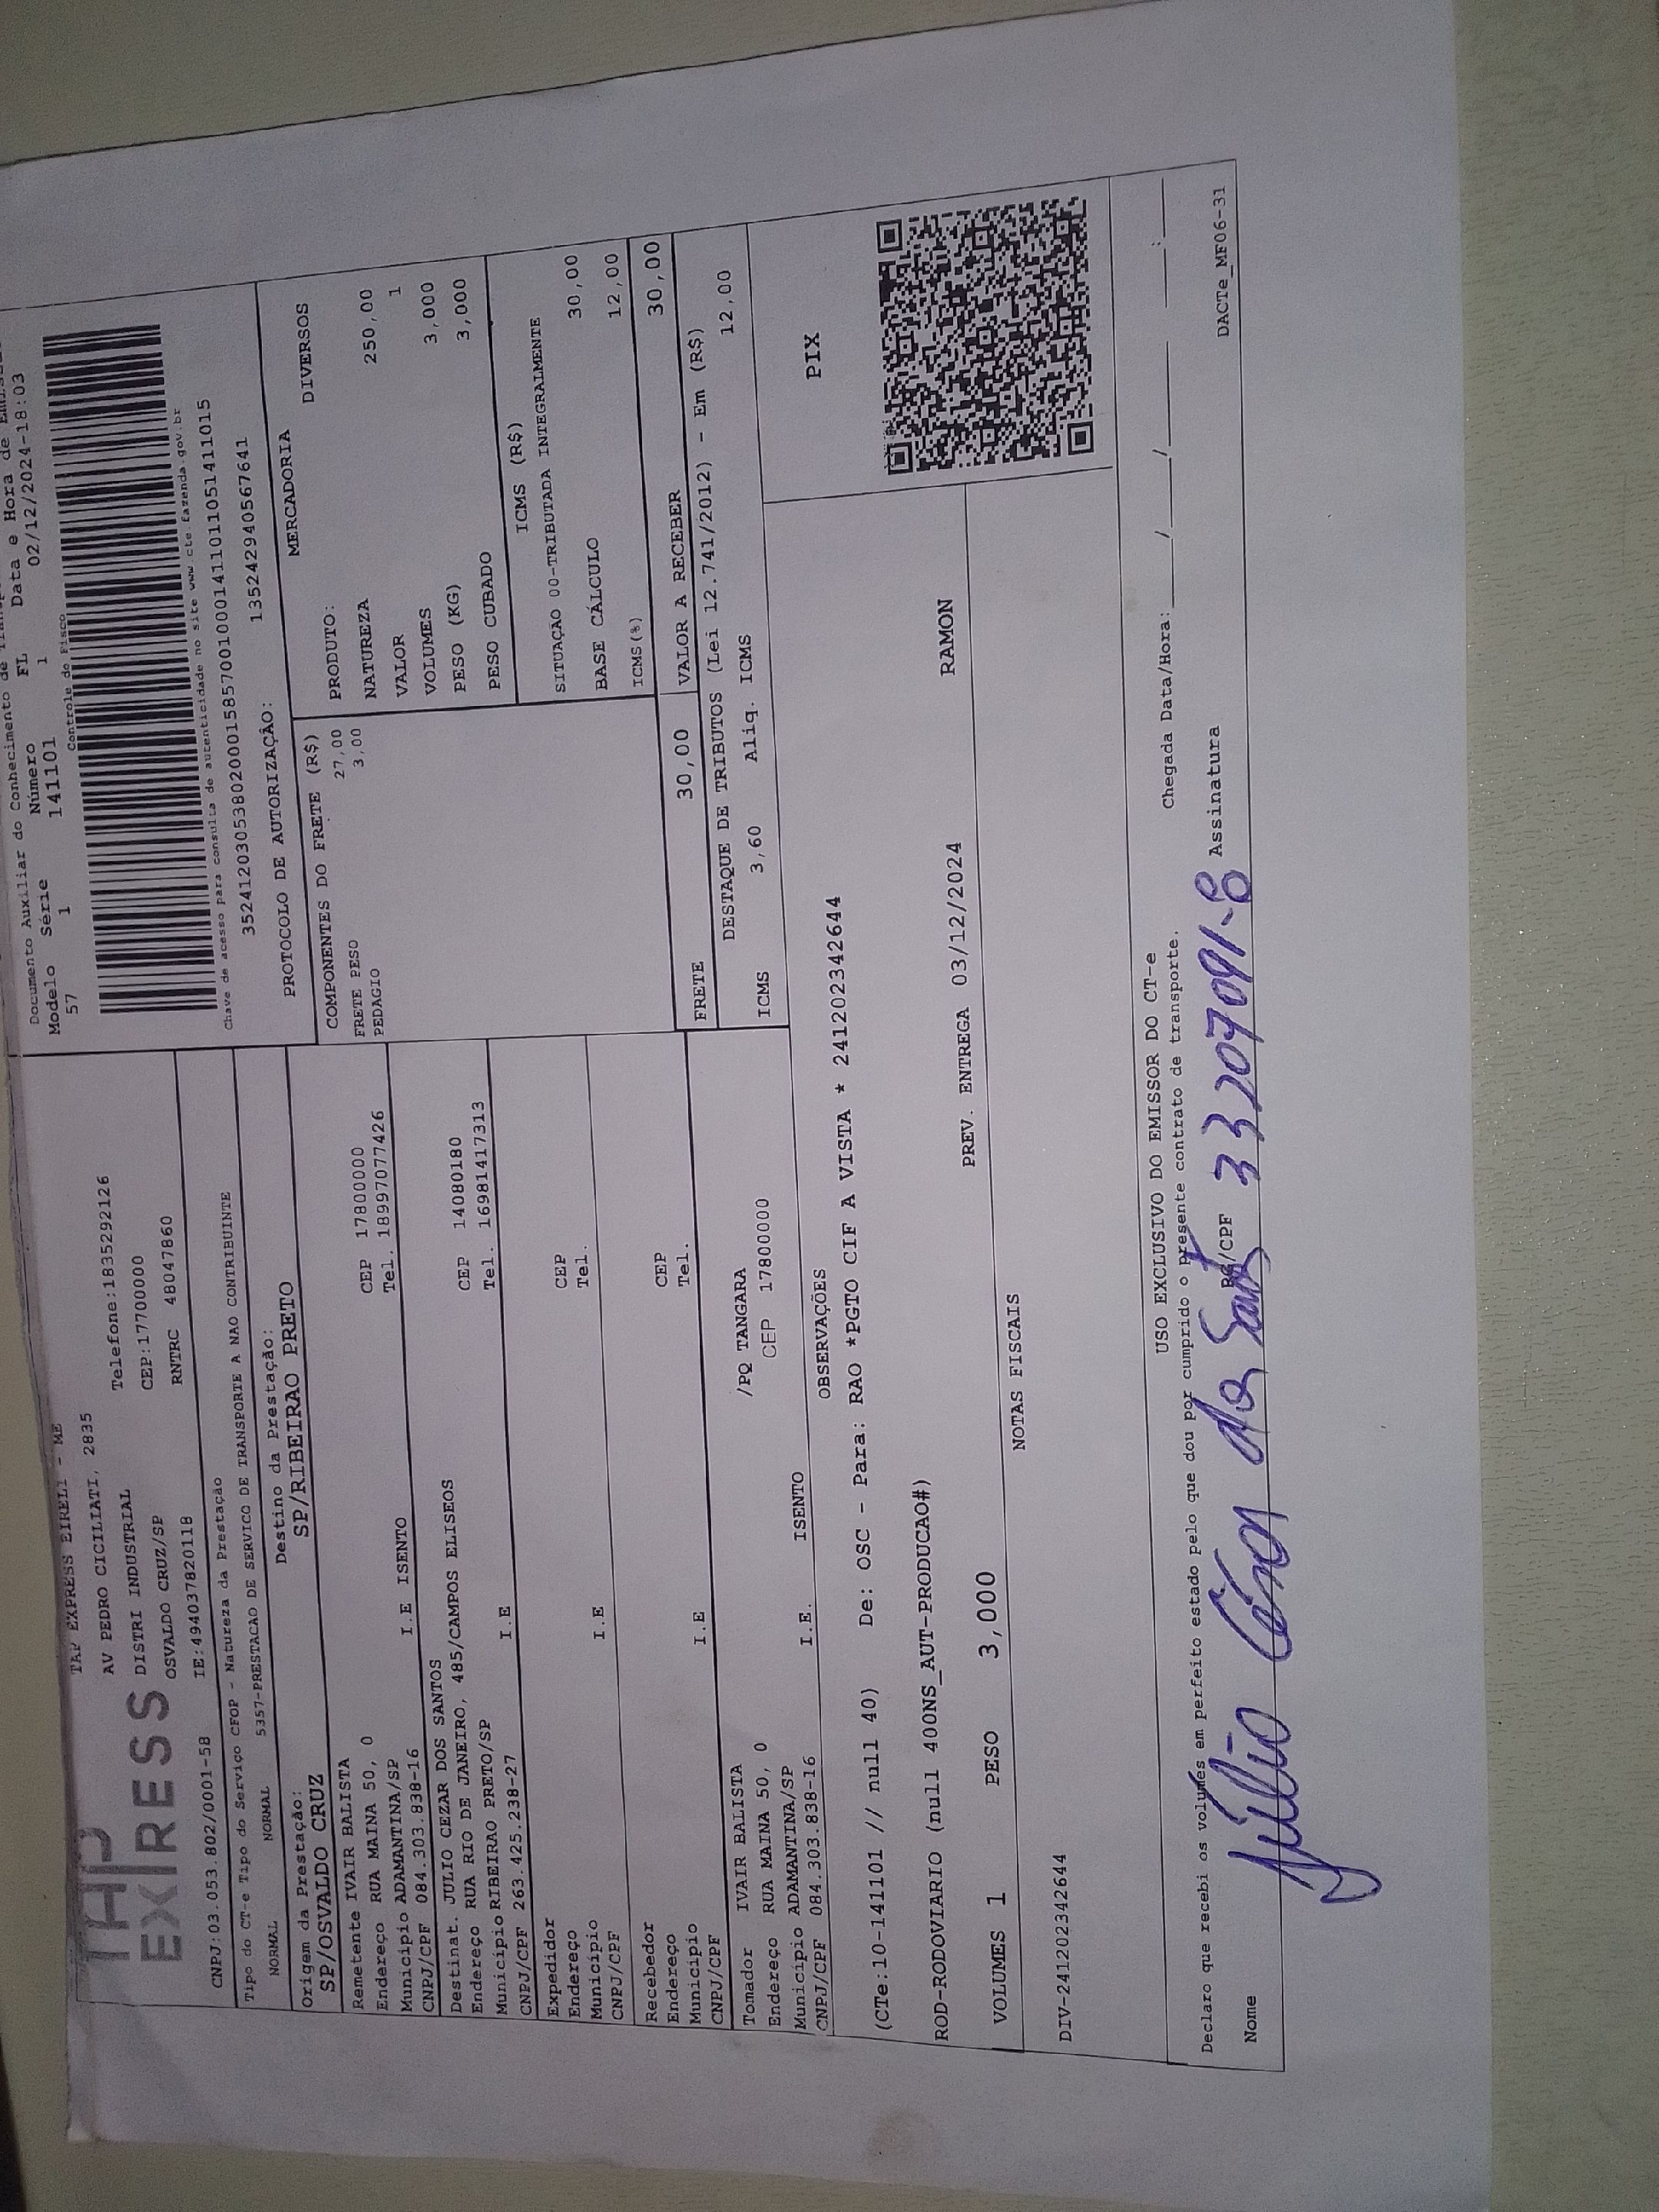 TAP
EXPRESS
TAP EXPRESS EIRELI - ME
AV PEDRO CICILIATI, 2835
DISTRI INDUSTRIAL
OSVALDO CRUZ/SP
IE:494037820118
Telefone:1835292126
CEP:17700000
RNTRC 48047860
CNPJ:03.053.802/0001-58
Documento Auxiliar do Conhecimento de
Modelo Série Número FL Data e Hora de
57 1 141101 1 02/12/2024-18:03
Controle do Fisco
Chave de acesso para consulta de autenticidade no site www.cte.fazenda.gov.br
35241203053802000158570010001411011051411015
PROTOCOLO DE AUTORIZAÇÃO: 135242940567641
Tipo do CT-e Tipo do Serviço CFOP - Natureza da Prestação
NORMAL NORMAL 5357-PRESTACAO DE SERVICO DE TRANSPORTE A NAO CONTRIBUINTE
Origem da Prestação: Destino da Prestação:
SP/OSVALDO CRUZ SP/RIBEIRAO PRETO
Remetente IVAIR BALISTA
Endereço RUA MAINA 50, 0 CEP 17800000
Município ADAMANTINA/SP Tel. 18997077426
CNPJ/CPF 084.303.838-16 I.E ISENTO
Destinat. JULIO CEZAR DOS SANTOS
Endereço RUA RIO DE JANEIRO, 485/CAMPOS ELISEOS CEP 14080180
Município RIBEIRAO PRETO/SP Tel. 16981417313
CNPJ/CPF 263.425.238-27 I.E
Expedidor
Endereço CEP
Município Tel.
CNPJ/CPF I.E
Recebedor
Endereço CEP
Município Tel.
CNPJ/CPF I.E
Tomador IVAIR BALISTA /PQ TANGARA
Endereço RUA MAINA 50, 0 CEP 17800000
Município ADAMANTINA/SP
CNPJ/CPF 084.303.838-16 I.E. ISENTO
COMPONENTES DO FRETE (R$)
FRETE PESO 27,00
PEDAGIO 3,00
MERCADORIA
PRODUTO: DIVERSOS
NATUREZA
VALOR 250,00
VOLUMES 1
PESO (KG) 3,000
PESO CUBADO 3,000
ICMS (R$)
SITUAÇÃO 00-TRIBUTADA INTEGRALMENTE
BASE CÁLCULO 30,00
ICMS(%) 12,00
FRETE 30,00 VALOR A RECEBER 30,00
DESTAQUE DE TRIBUTOS (Lei 12.741/2012) - Em (R$)
ICMS 3,60 Aliq. ICMS 12,00
OBSERVAÇÕES
PIX
(CTe:10-141101 // null 40) De: OSC - Para: RAO *PGTO CIF A VISTA * 241202342644
ROD-RODOVIARIO (null 400NS_AUT-PRODUCAO#) RAMON
VOLUMES 1 PESO 3,000 PREV. ENTREGA 03/12/2024
NOTAS FISCAIS
DIV-241202342644
USO EXCLUSIVO DO EMISSOR DO CT-e
Declaro que recebi os volumes em perfeito estado pelo que dou por cumprido o presente contrato de transporte.
Chegada Data/Hora:____/____/____ ____:____
Nome Júlio Cézar dos Santos RG/CPF 33207091-8 Assinatura
DACTe_MF06-31